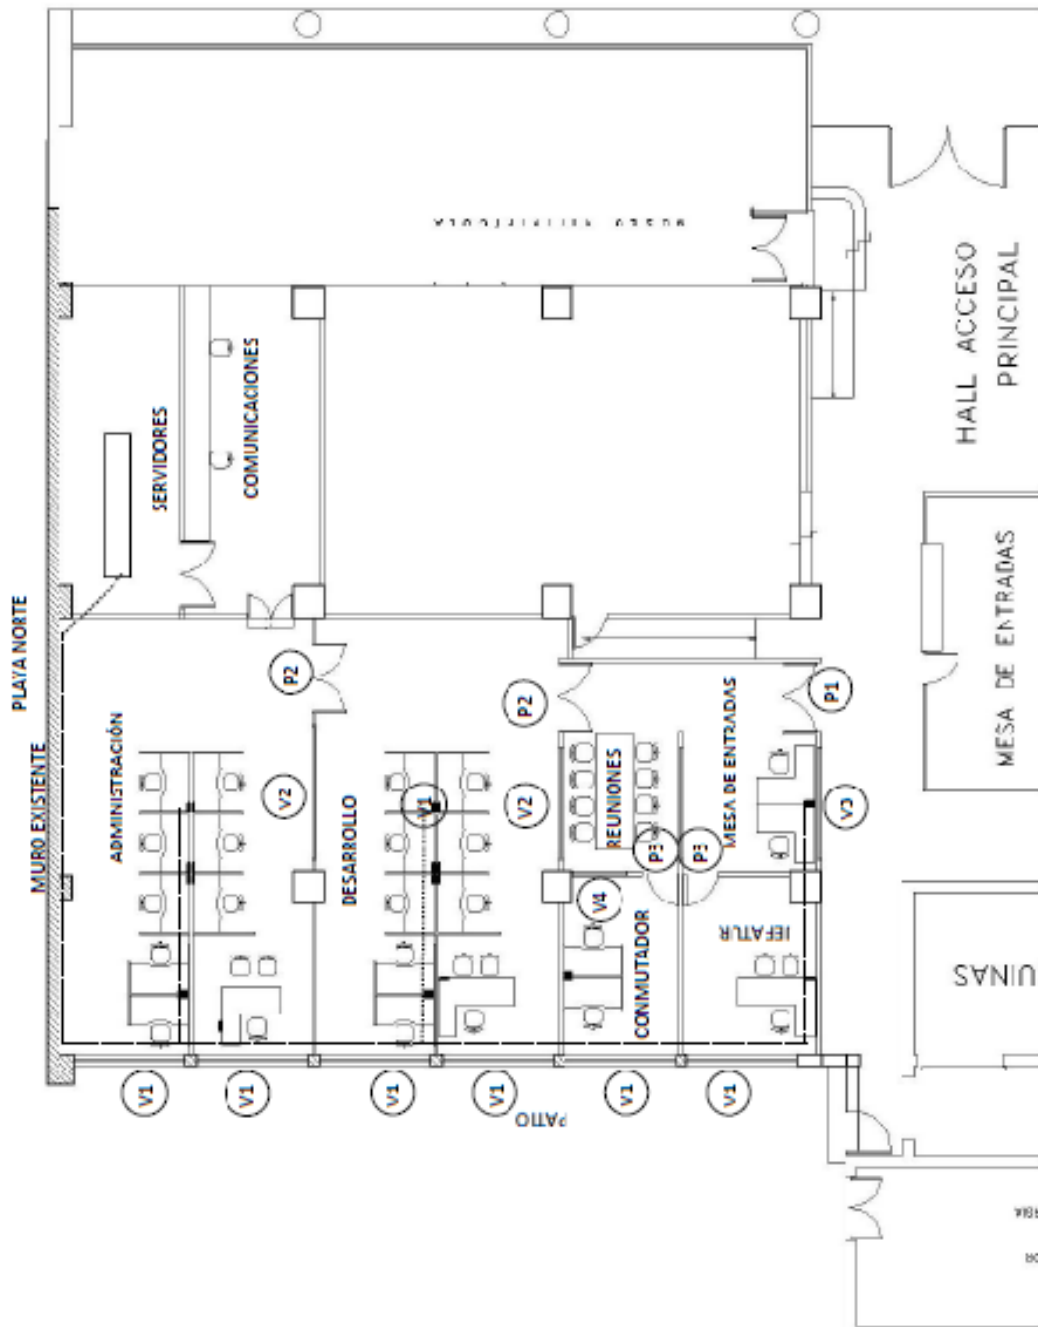 HALL ACCESO
PRINCIPAL
SERVIDORES
COMUNICACIONES
MESA DE ENTRADAS
PLAYA NORTE
MURO EXISTENTE
ADMINISTRACIÓN
P2
V2
DESARROLLO
V1
P2
V2
REUNIONES
MESA DE ENTRADAS
P1
V3
P3
P3
V4
CONMUTADOR
V1
V1
V1
V1
V1
V1
PATIO